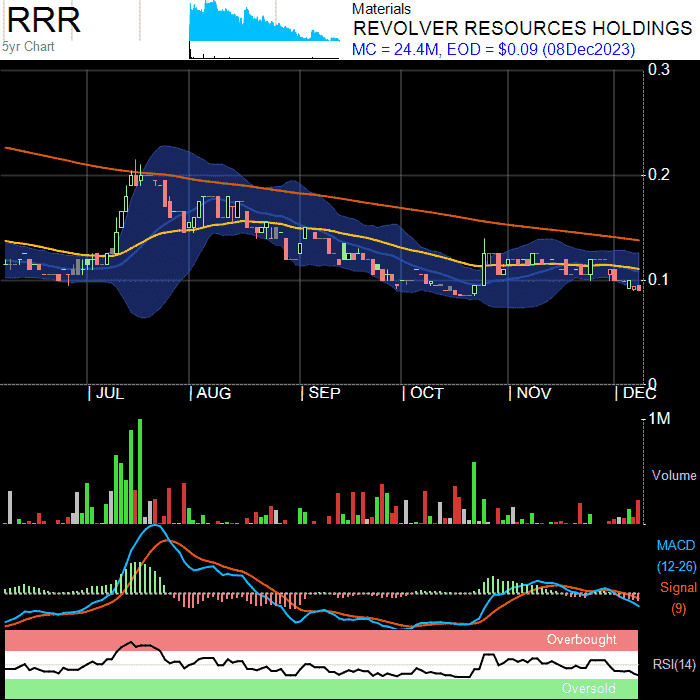 RRR
5yr Chart
Materials
REVOLVER RESOURCES HOLDINGS
MC = 24.4M, EOD = $0.09 (08Dec2023)
0.3
0.2
0.1
0
JUL
AUG
SEP
OCT
NOV
DEC
1M
Volume
MACD
(12-26)
Signal
(9)
Overbought
RSI(14)
Oversold